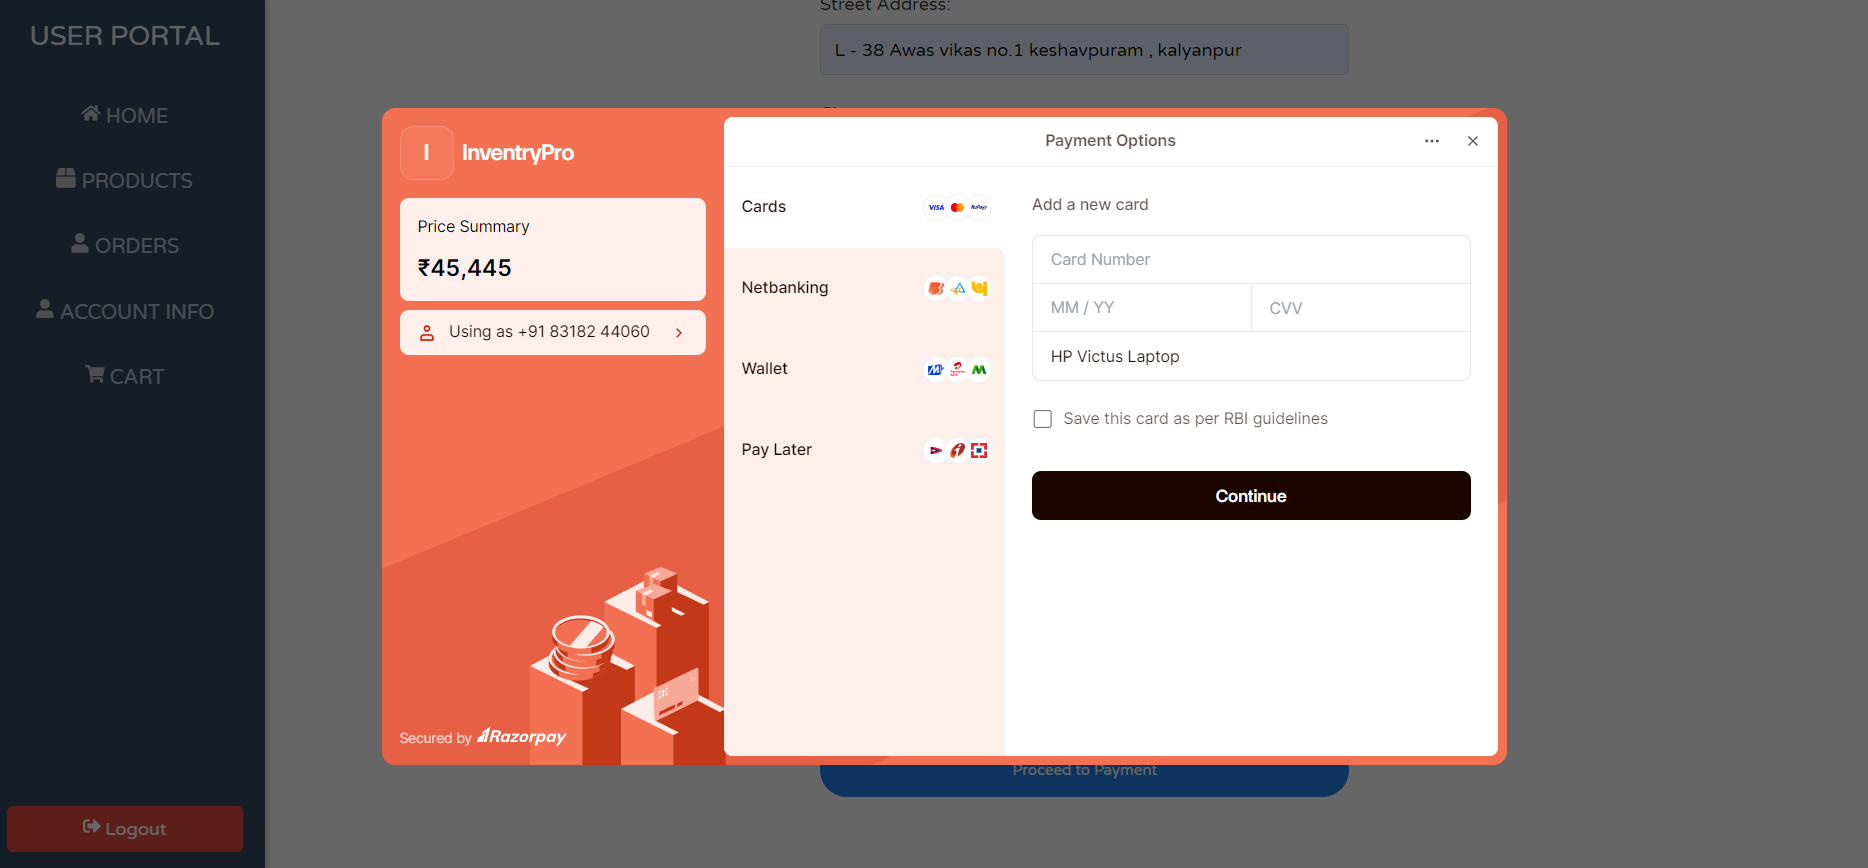 USER PORTAL
HOME
PRODUCTS
ORDERS
ACCOUNT INFO
CART
Logout
Street Address:
L - 38 Awas vikas no.1 keshavpuram , kalyanpur
I
InventryPro
Price Summary
₹45,445
Using as +91 83182 44060
Secured by Razorpay
Payment Options
Cards
VISA
RuPay
Netbanking
Wallet
Pay Later
Add a new card
Card Number
MM / YY
CVV
HP Victus Laptop
Save this card as per RBI guidelines
Continue
Proceed to Payment